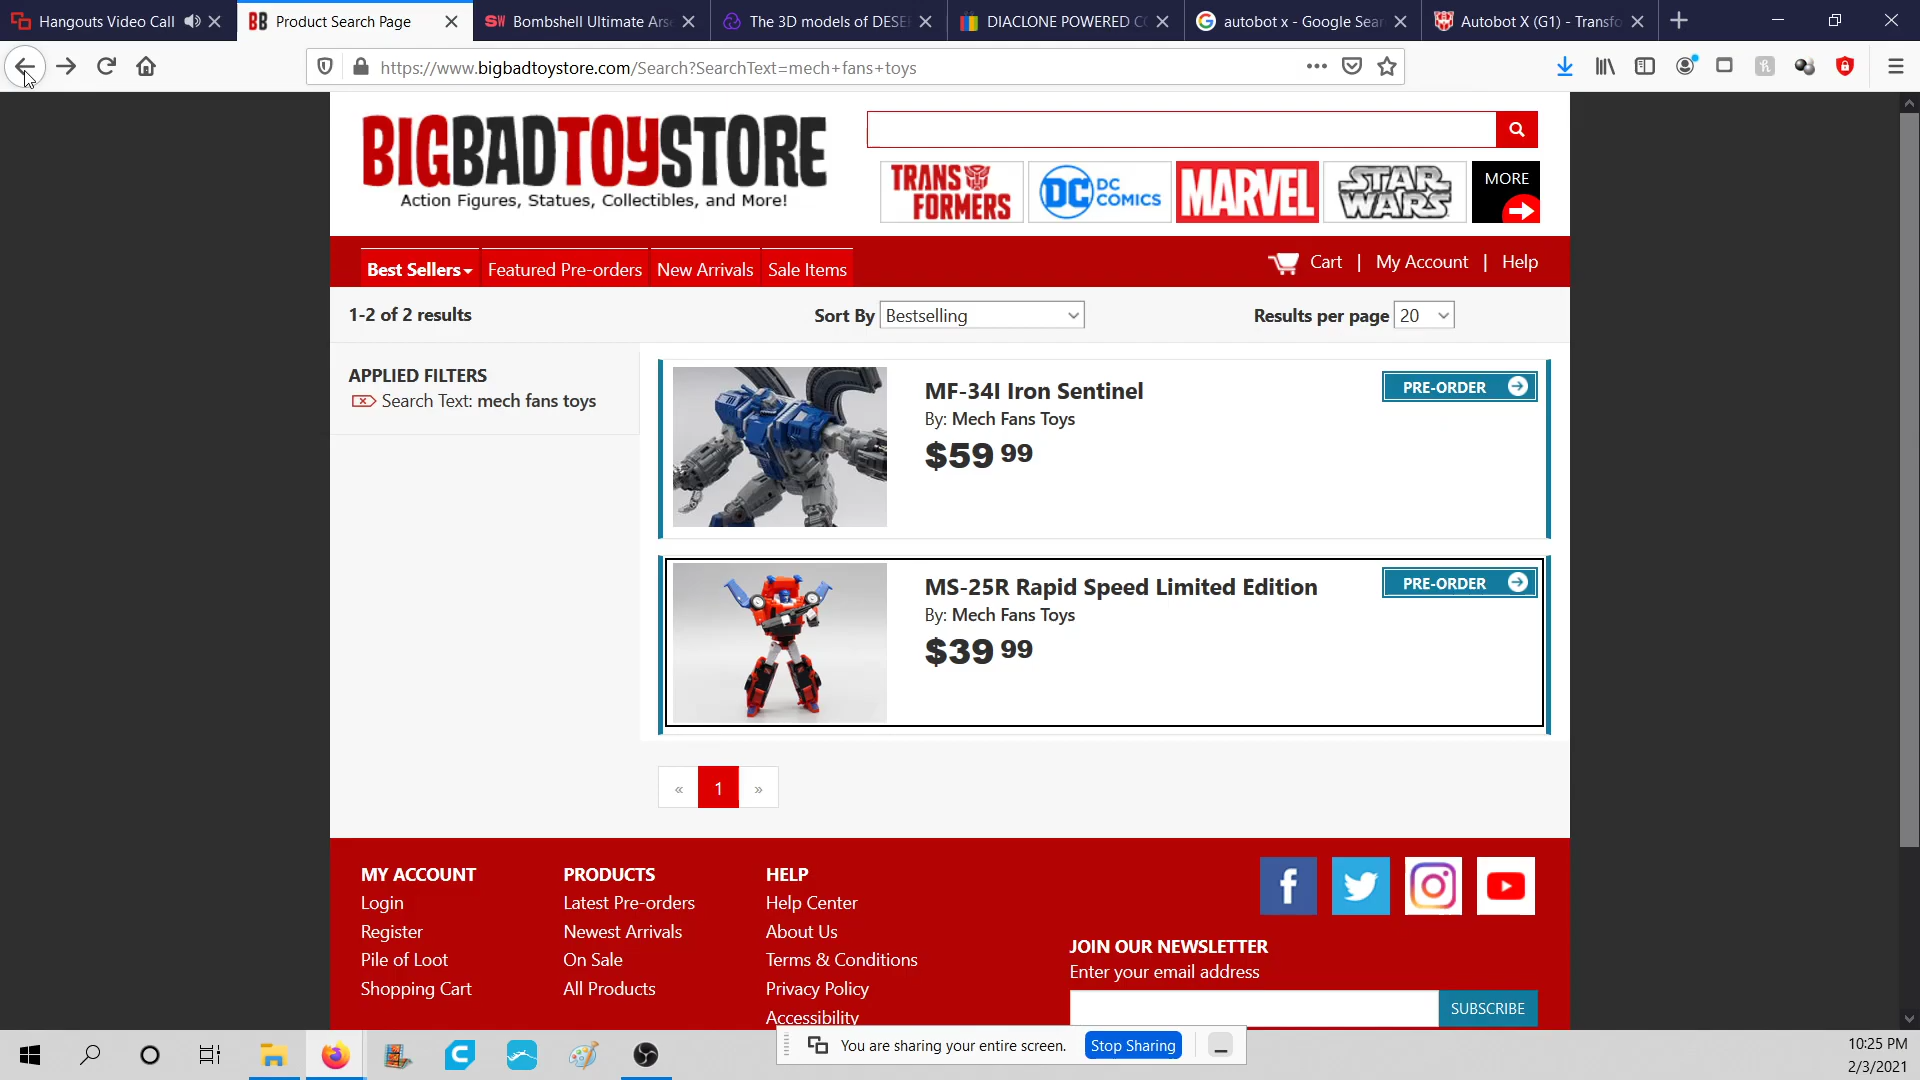 Hangouts Video Call
Product Search Page
SW Bombshell Ultimate Ars
The 3D models of DESE
DIACLONE POWERED C
autobot x - Google Sear
Autobot X (G1) - Transfo
https://www.bigbadtoystore.com/Search?SearchText=mech+fans+toys
BIGBADTOYSTORE
Action Figures, Statues, Collectibles, and More!
TRANSFORMERS
DC DC COMICS
MARVEL
STAR WARS
MORE
Best Sellers
Featured Pre-orders
New Arrivals
Sale Items
Cart | My Account | Help
1-2 of 2 results
Sort By Bestselling
Results per page 20
APPLIED FILTERS
Search Text: mech fans toys
MF-34I Iron Sentinel
By: Mech Fans Toys
$59 99
PRE-ORDER
MS-25R Rapid Speed Limited Edition
By: Mech Fans Toys
$39 99
PRE-ORDER
« 1 »
MY ACCOUNT
Login
Register
Pile of Loot
Shopping Cart
PRODUCTS
Latest Pre-orders
Newest Arrivals
On Sale
All Products
HELP
Help Center
About Us
Terms & Conditions
Privacy Policy
Accessibility
JOIN OUR NEWSLETTER
Enter your email address
SUBSCRIBE
You are sharing your entire screen.
Stop Sharing
10:25 PM
2/3/2021